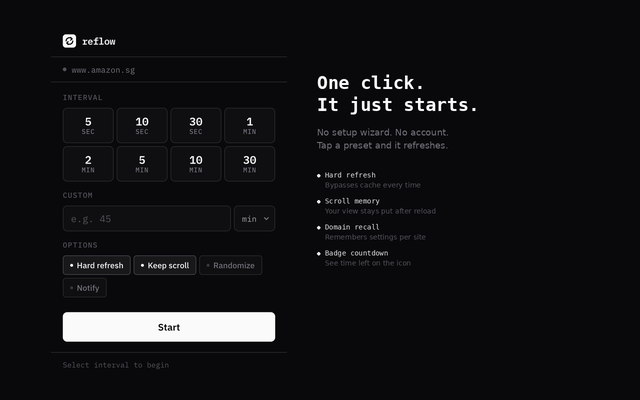 reflow
www.amazon.sg
INTERVAL
5 10 30 1
SEC SEC SEC MIN
2 5 10 30
MIN MIN MIN MIN
CUSTOM
e.g. 45 min
OPTIONS
Hard refresh Keep scroll Randomize
Notify
Start
Select interval to begin
One click.
It just starts.
No setup wizard. No account.
Tap a preset and it refreshes.
Hard refresh
Bypasses cache every time
Scroll memory
Your view stays put after reload
Domain recall
Remembers settings per site
Badge countdown
See time left on the icon